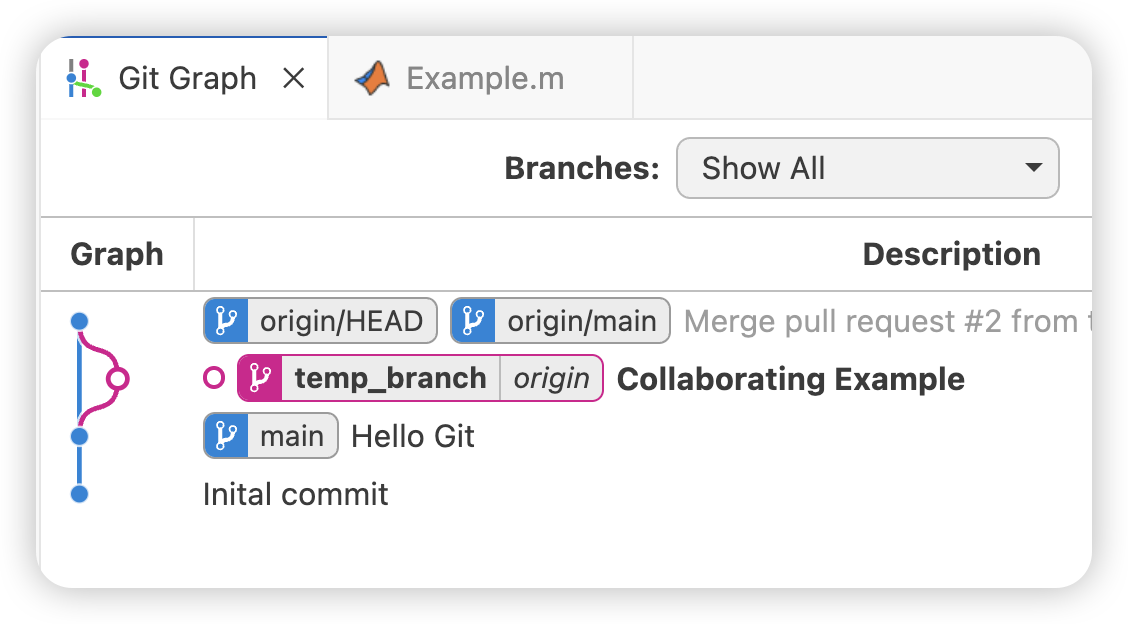 Git Graph Example.m
Branches: Show All
Graph Description
origin/HEAD origin/main Merge pull request #2 from
temp_branch origin Collaborating Example
main Hello Git
Inital commit